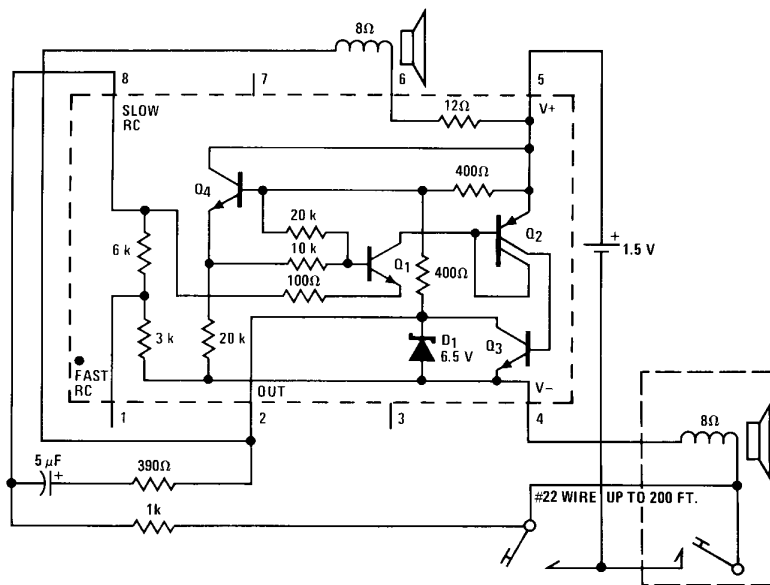 8Ω
8
7
6
5
SLOW
RC
12Ω
V+
Q4
400Ω
20 k
Q2
6 k
10 k
Q1
400Ω
+
1.5 V
100Ω
3 k
20 k
D1
6.5 V
Q3
FAST
RC
OUT
V−
1
2
3
4
8Ω
5 μF
+
390Ω
#22 WIRE UP TO 200 FT.
1k